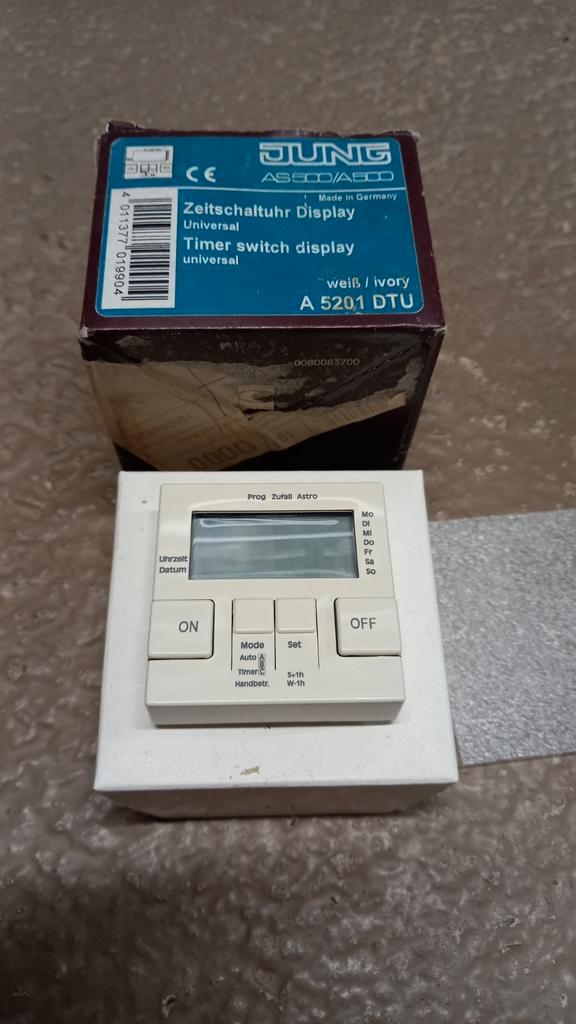 JUNG
CE
AS500/A500
Made in Germany
Zeitschaltuhr Display
Universal
Timer switch display
universal
weiß / ivory
A 5201 DTU
4 011377 019904
0080083700
Prog Zufall Astro
Mo
Di
Mi
Do
Fr
Sa
So
Uhrzeit
Datum
ON
OFF
Mode
Set
Auto A
B
Timer C
Handbetr.
S+1h
W-1h